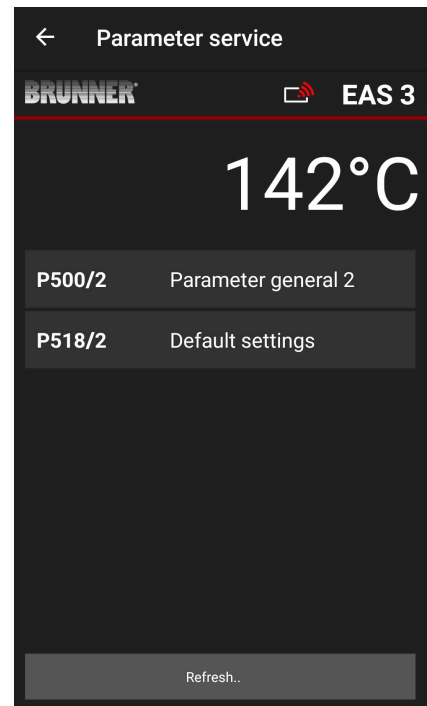 Parameter service
BRUNNER
EAS 3
142°C
P500/2 Parameter general 2
P518/2 Default settings
Refresh..